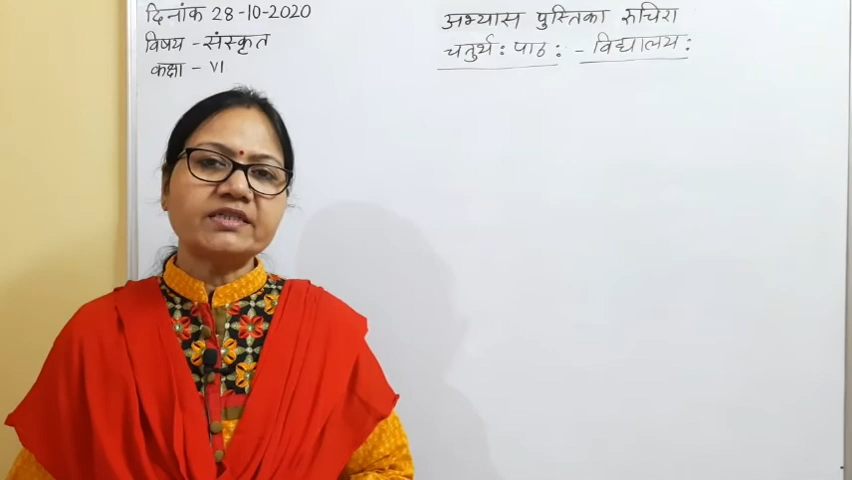 दिनांक 28-10-2020
विषय - संस्कृत
कक्षा - VI
अभ्यास पुस्तिका रुचिरा
चतुर्थ: पाठ: - विद्यालय: